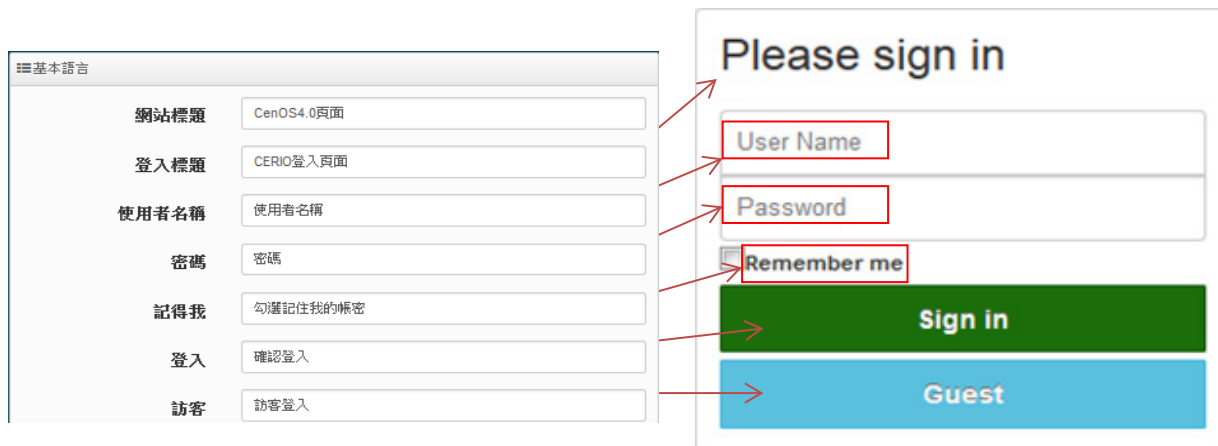 基本語言
網站標題 CenOS4.0頁面
登入標題 CERIO登入頁面
使用者名稱 使用者名稱
密碼 密碼
記得我 勾選記住我的帳密
登入 確認登入
訪客 訪客登入
Please sign in
User Name
Password
Remember me
Sign in
Guest